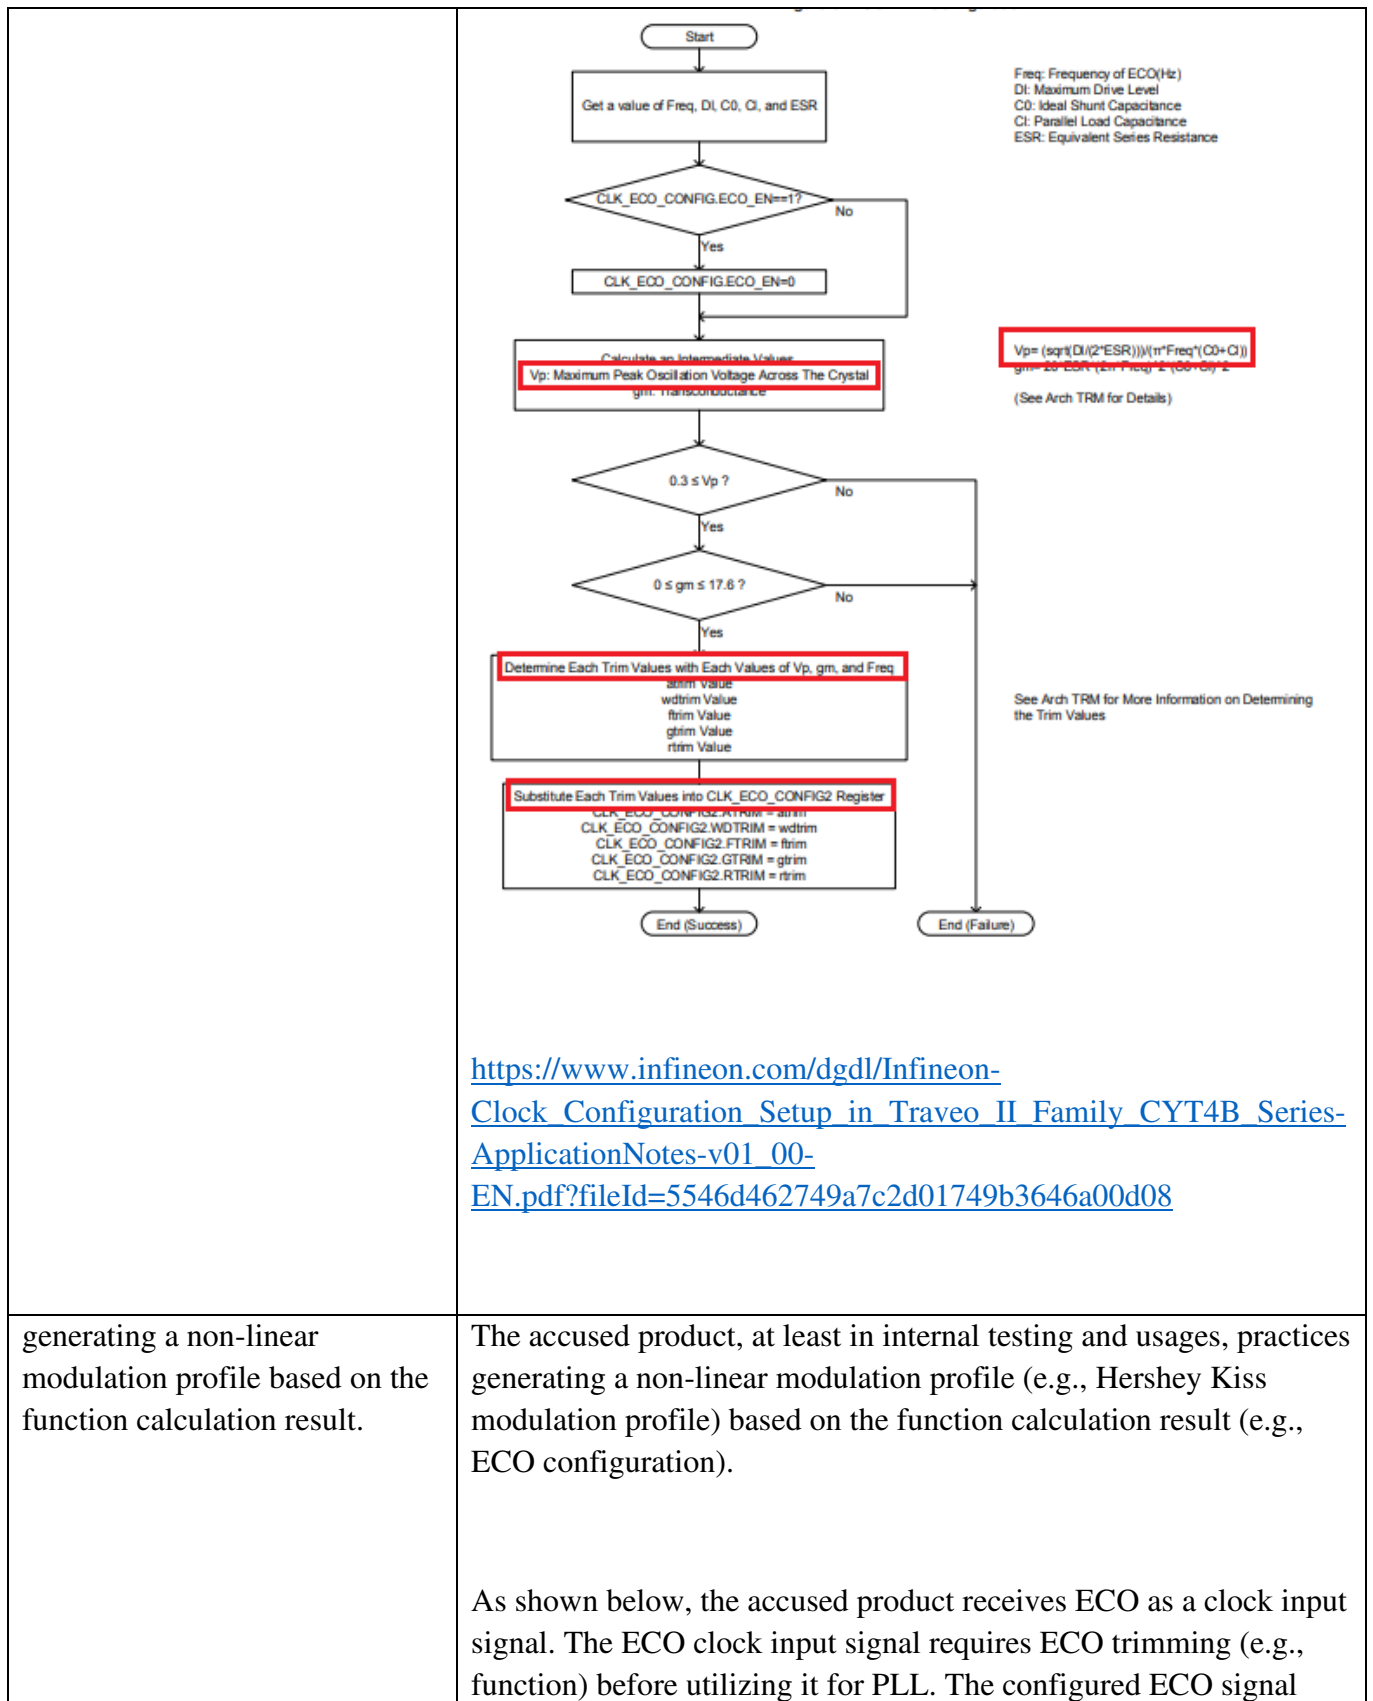 Start
Freq: Frequency of ECO(Hz)
Dl: Maximum Drive Level
C0: Ideal Shunt Capacitance
Cl: Parallel Load Capacitance
ESR: Equivalent Series Resistance
Get a value of Freq, Dl, C0, Cl, and ESR
CLK_ECO_CONFIG.ECO_EN==1?
No
Yes
CLK_ECO_CONFIG.ECO_EN=0
Calculate an Intermediate Values
Vp: Maximum Peak Oscillation Voltage Across The Crystal
gm: Transconductance
Vp= (sqrt(Dl/(2*ESR)))/(π*Freq*(C0+Cl))
(See Arch TRM for Details)
0.3 ≤ Vp ?
No
Yes
0 ≤ gm ≤ 17.6 ?
No
Yes
Determine Each Trim Values with Each Values of Vp, gm, and Freq
atrim Value
wdtrim Value
ftrim Value
gtrim Value
rtrim Value
See Arch TRM for More Information on Determining
the Trim Values
Substitute Each Trim Values into CLK_ECO_CONFIG2 Register
CLK_ECO_CONFIG2.ATRIM = atrim
CLK_ECO_CONFIG2.WDTRIM = wdtrim
CLK_ECO_CONFIG2.FTRIM = ftrim
CLK_ECO_CONFIG2.GTRIM = gtrim
CLK_ECO_CONFIG2.RTRIM = rtrim
End (Success)
End (Failure)
https://www.infineon.com/dgdl/Infineon-
Clock_Configuration_Setup_in_Traveo_II_Family_CYT4B_Series-
ApplicationNotes-v01_00-
EN.pdf?fileId=5546d462749a7c2d01749b3646a00d08
generating a non-linear
modulation profile based on the
function calculation result.
The accused product, at least in internal testing and usages, practices
generating a non-linear modulation profile (e.g., Hershey Kiss
modulation profile) based on the function calculation result (e.g.,
ECO configuration).
As shown below, the accused product receives ECO as a clock input
signal. The ECO clock input signal requires ECO trimming (e.g.,
function) before utilizing it for PLL. The configured ECO signal